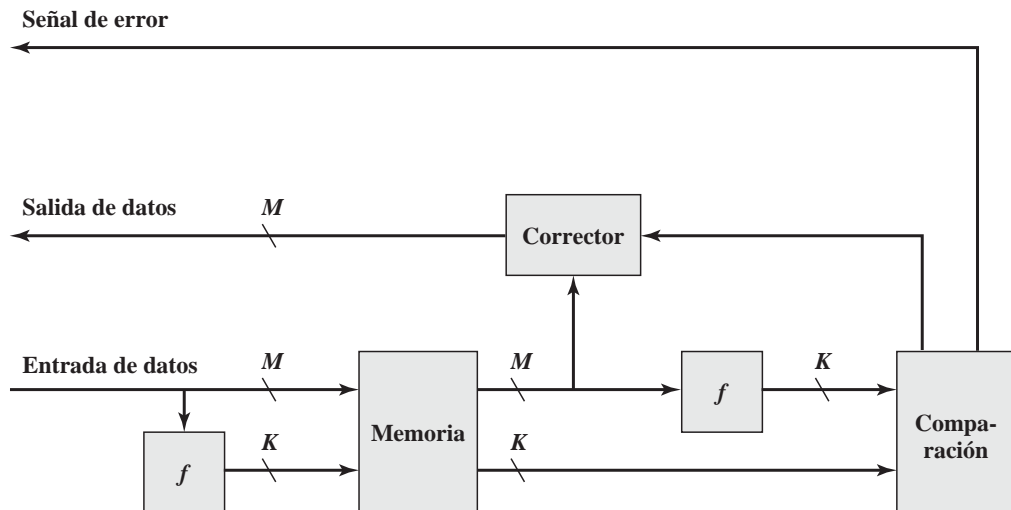 Señal de error
Salida de datos
M
Corrector
Entrada de datos
M
M
K
f
Memoria
Compa-
ración
K
K
f